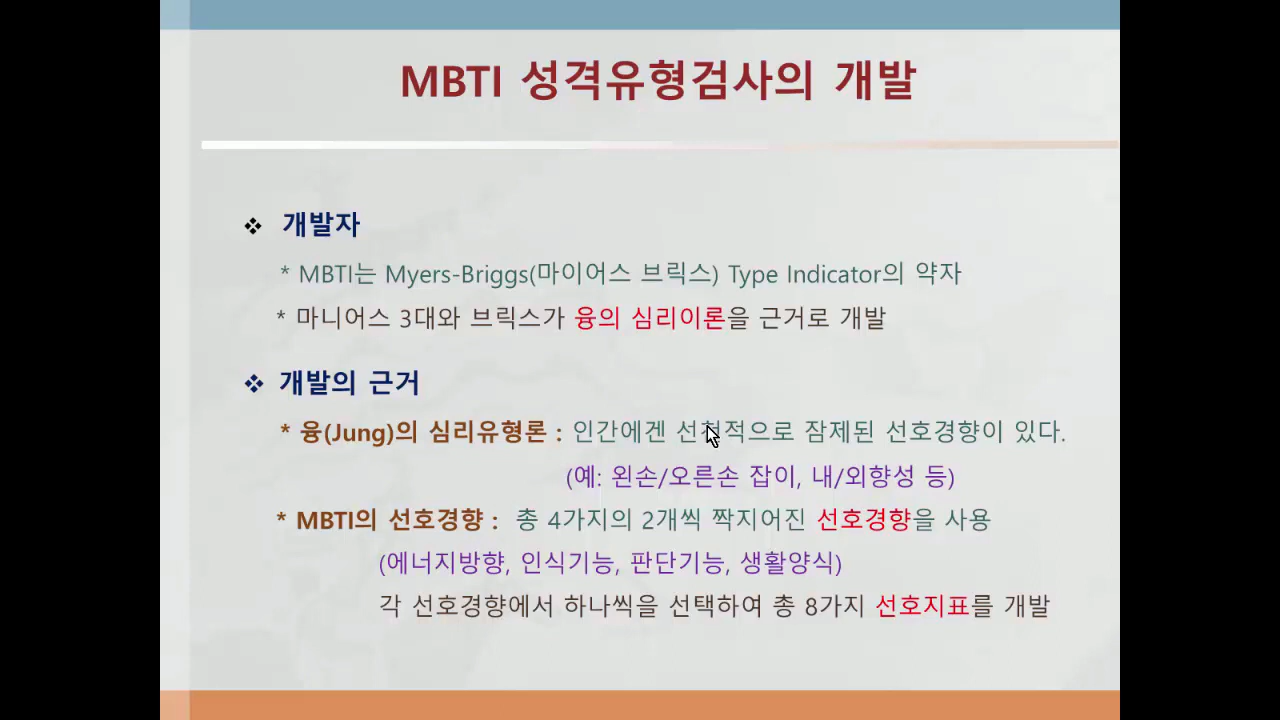 MBTI 성격유형검사의 개발
❖ 개발자
* MBTI는 Myers-Briggs(마이어스 브릭스) Type Indicator의 약자
* 마니어스 3대와 브릭스가 융의 심리이론을 근거로 개발
❖ 개발의 근거
* 융(Jung)의 심리유형론 : 인간에겐 선천적으로 잠제된 선호경향이 있다.
(예: 왼손/오른손 잡이, 내/외향성 등)
* MBTI의 선호경향 : 총 4가지의 2개씩 짝지어진 선호경향을 사용
(에너지방향, 인식기능, 판단기능, 생활양식)
각 선호경향에서 하나씩을 선택하여 총 8가지 선호지표를 개발